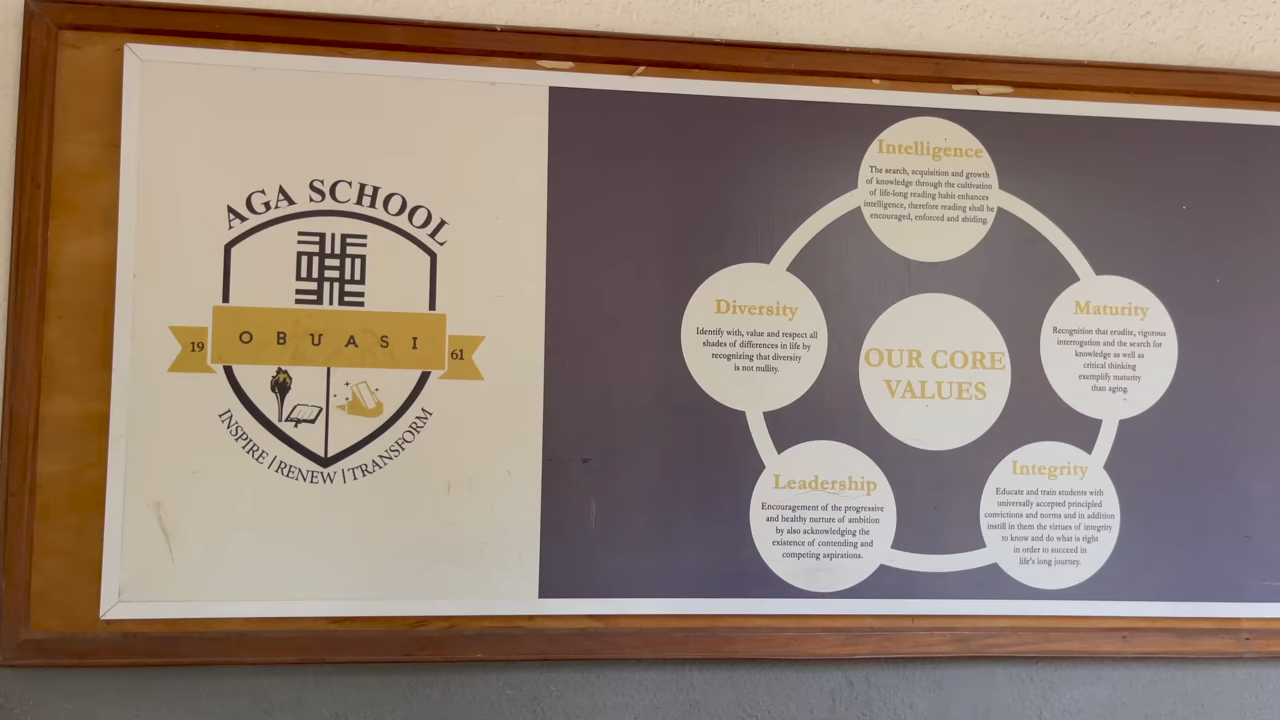 AGA SCHOOL
19 OBUASI 61
INSPIRE | RENEW | TRANSFORM
Intelligence
The search, acquisition and growth
of knowledge through the cultivation
of life-long reading habit enhances
intelligence, therefore reading shall be
encouraged, enforced and abiding.
Diversity
Identify with, value and respect all
shades of differences in life by
recognizing that diversity
is not nullity.
OUR CORE
VALUES
Maturity
Recognition that erudite, vigorous
interrogation and the search for
knowledge as well as
critical thinking
exemplify maturity
than aging.
Leadership
Encouragement of the progressive
and healthy nurture of ambition
by also acknowledging the
existence of contending and
competing aspirations.
Integrity
Educate and train students with
universally accepted principled
convictions and norms and in addition
instill in them the virtues of integrity
to know and do what is right
in order to succeed in
life's long journey.